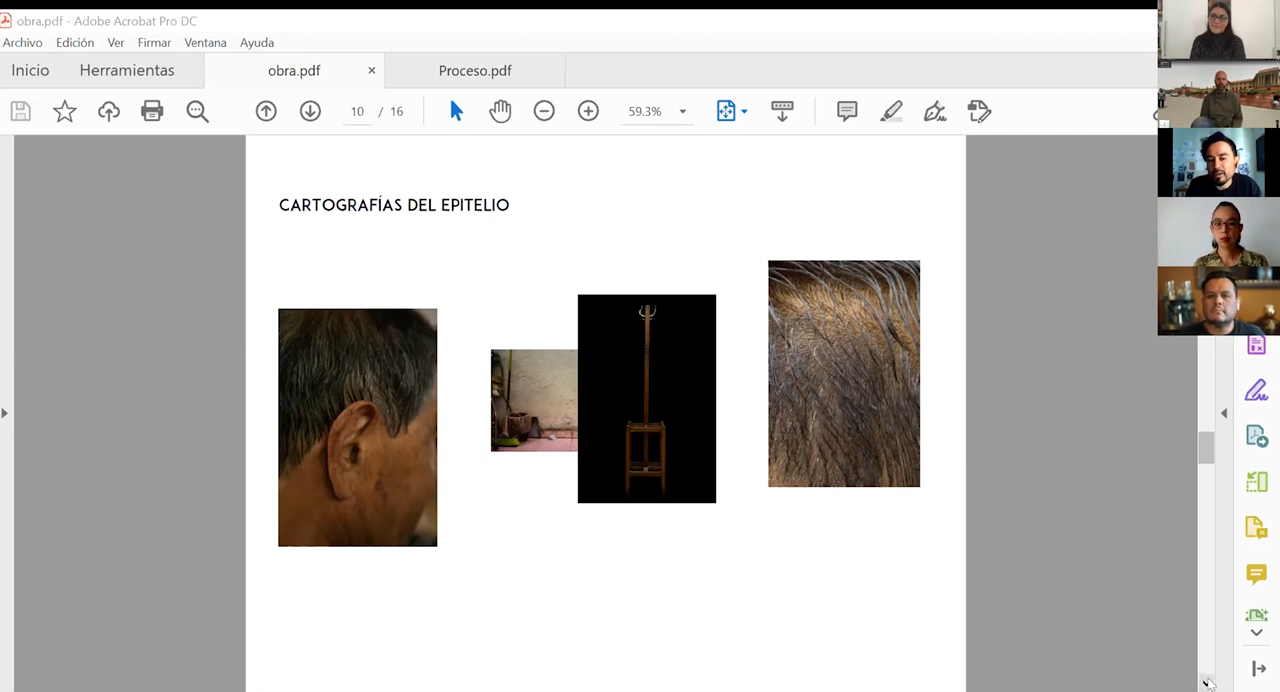 obra.pdf - Adobe Acrobat Pro DC
Archivo Edición Ver Firmar Ventana Ayuda
Inicio Herramientas obra.pdf × Proceso.pdf
10 / 16 59.3%
CARTOGRAFÍAS DEL EPITELIO